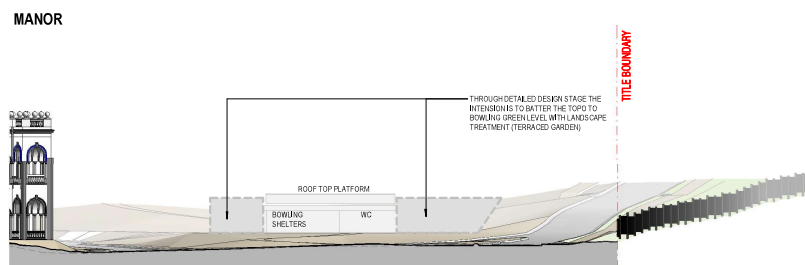 MANOR
TITLE BOUNDARY
THROUGH DETAILED DESIGN STAGE THE
INTENSION IS TO BATTER THE TOPO TO
BOWLING GREEN LEVEL WITH LANDSCAPE
TREATMENT (TERRACED GARDEN)
ROOF TOP PLATFORM
BOWLING
SHELTERS
WC